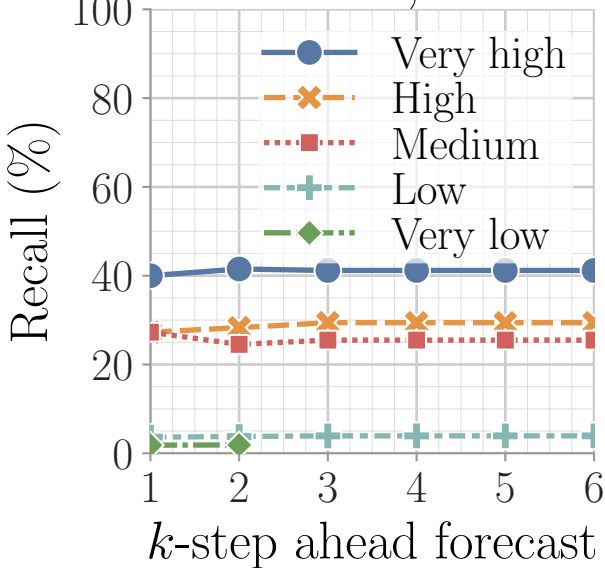 100
80
60
40
20
0
Recall (%)
Very high
High
Medium
Low
Very low
1 2 3 4 5 6
k-step ahead forecast